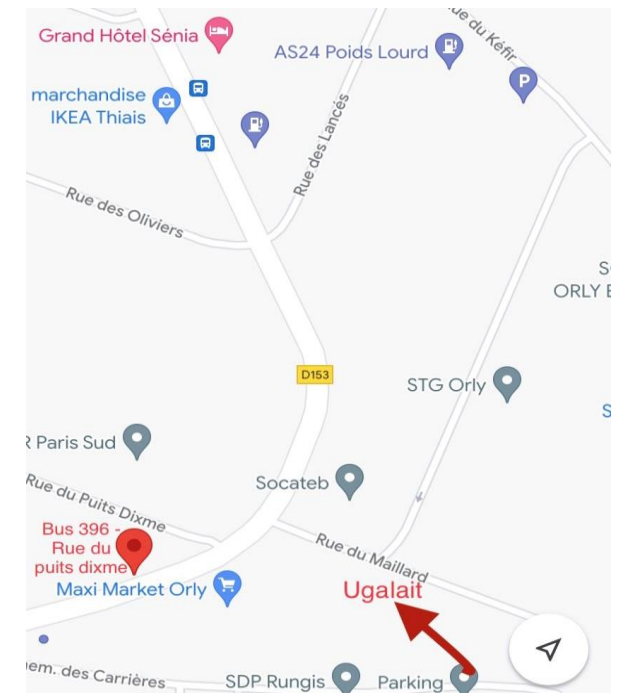 Grand Hôtel Sénia
AS24 Poids Lourd
ue du Kéfir
P
marchandise
IKEA Thiais
Rue des Lancés
Rue des Oliviers
S
ORLY E
D153
STG Orly
S
R Paris Sud
Socateb
Rue du Puits Dixme
Bus 396 -
Rue du
puits dixme
Rue du Maillard
Maxi Market Orly
Ugalait
em. des Carrières
SDP Rungis
Parking